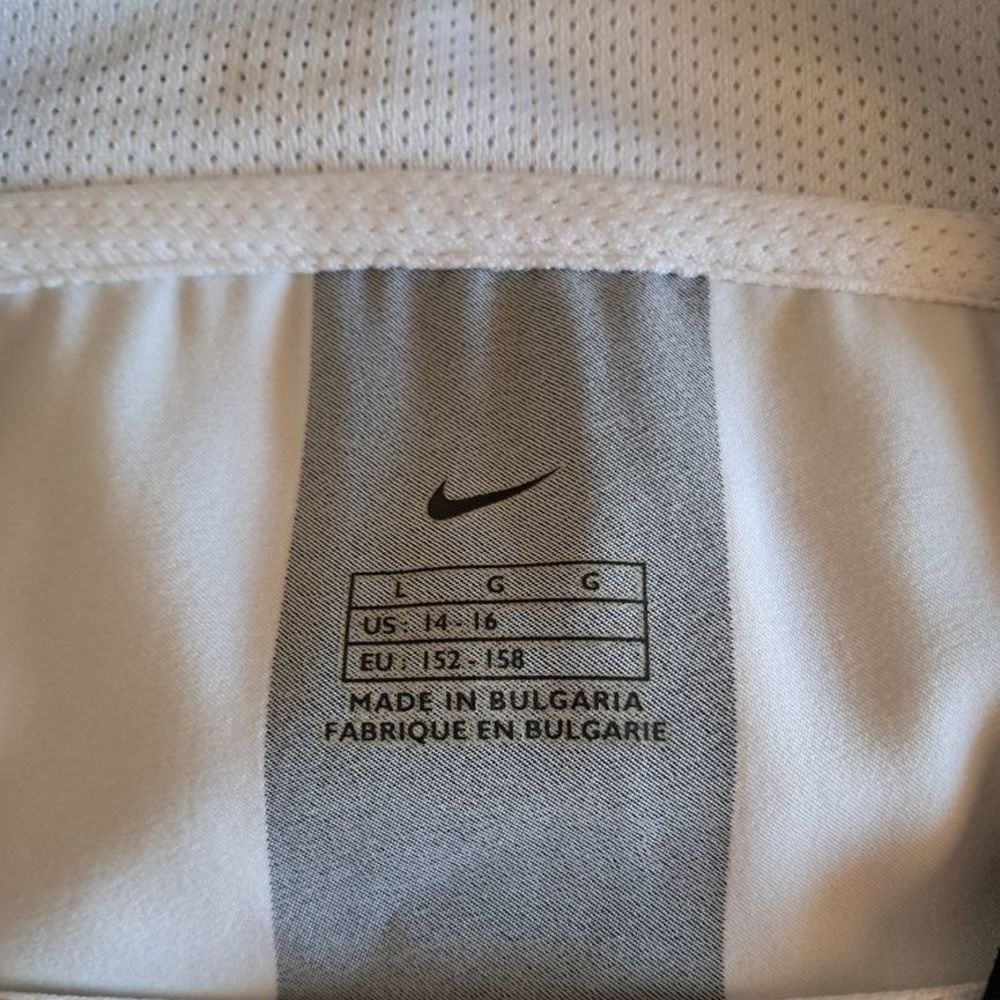 L G G
US: 14-16
EU: 152-158
MADE IN BULGARIA
FABRIQUE EN BULGARIE